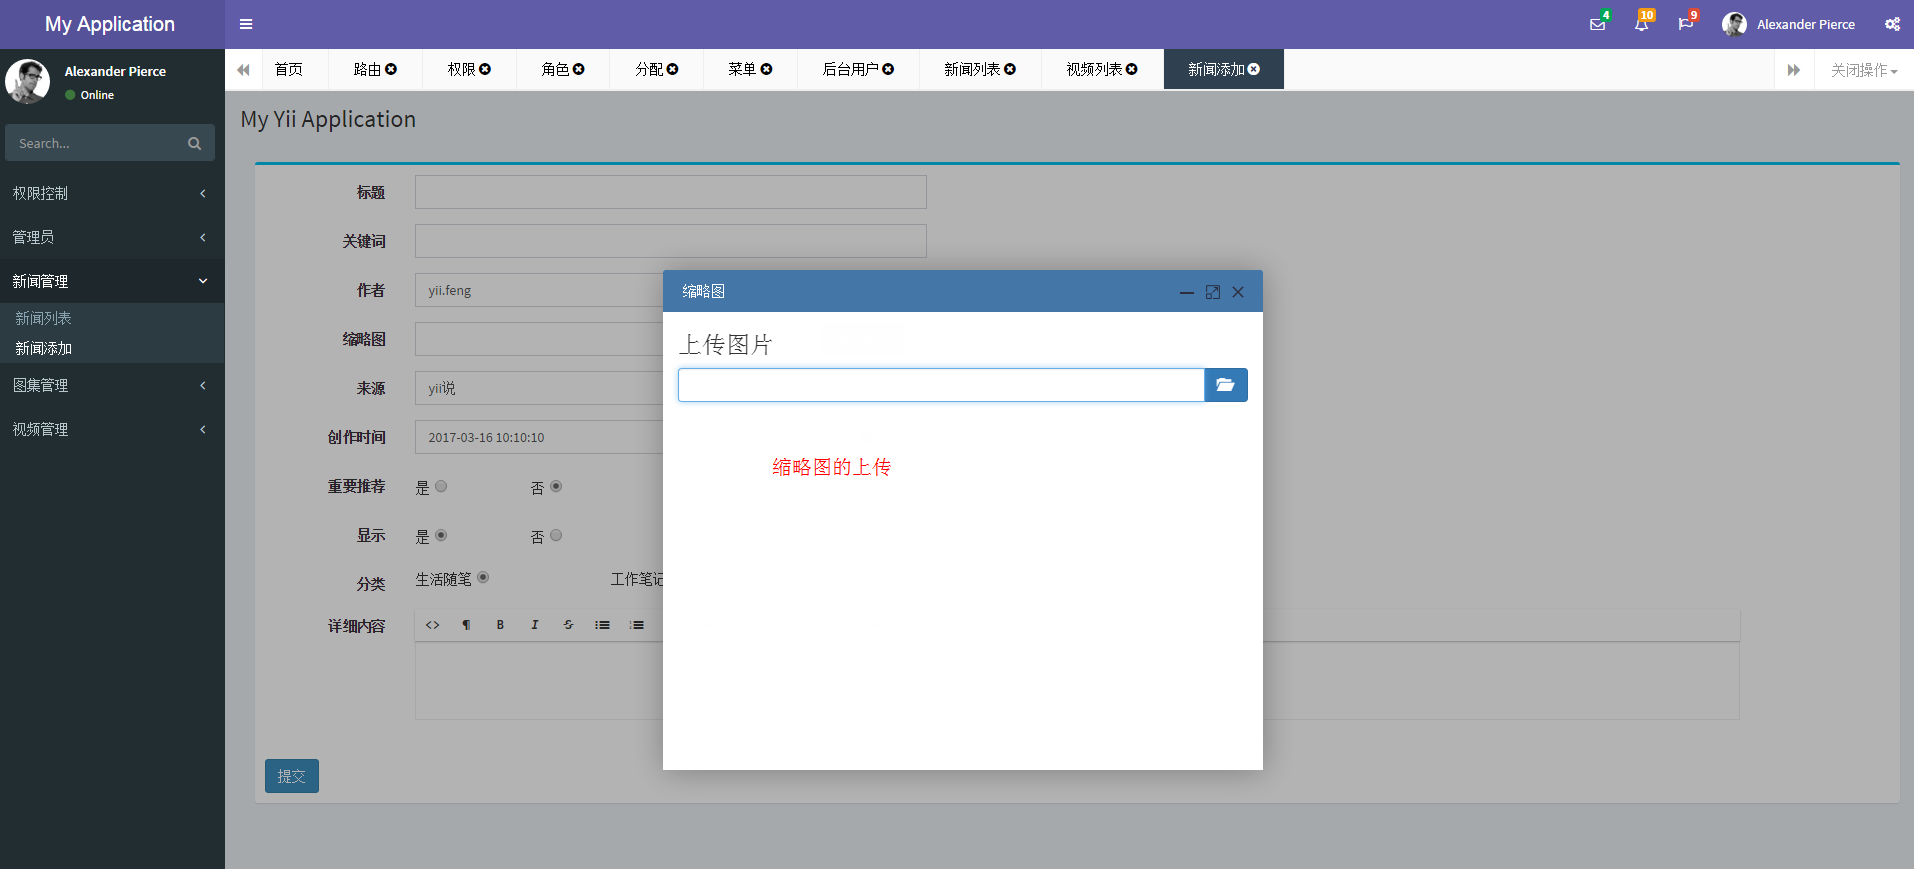 My Application
4
10
9
Alexander Pierce
Alexander Pierce
Online
Search...
权限控制
管理员
新闻管理
新闻列表
新闻添加
图集管理
视频管理
首页
路由
权限
角色
分配
菜单
后台用户
新闻列表
视频列表
新闻添加
关闭操作
My Yii Application
标题
关键词
作者
yii.feng
缩略图
来源
yii说
创作时间
2017-03-16 10:10:10
重要推荐
是
否
显示
是
否
分类
生活随笔
工作笔记
详细内容
B
I
S
提交
缩略图
上传图片
缩略图的上传